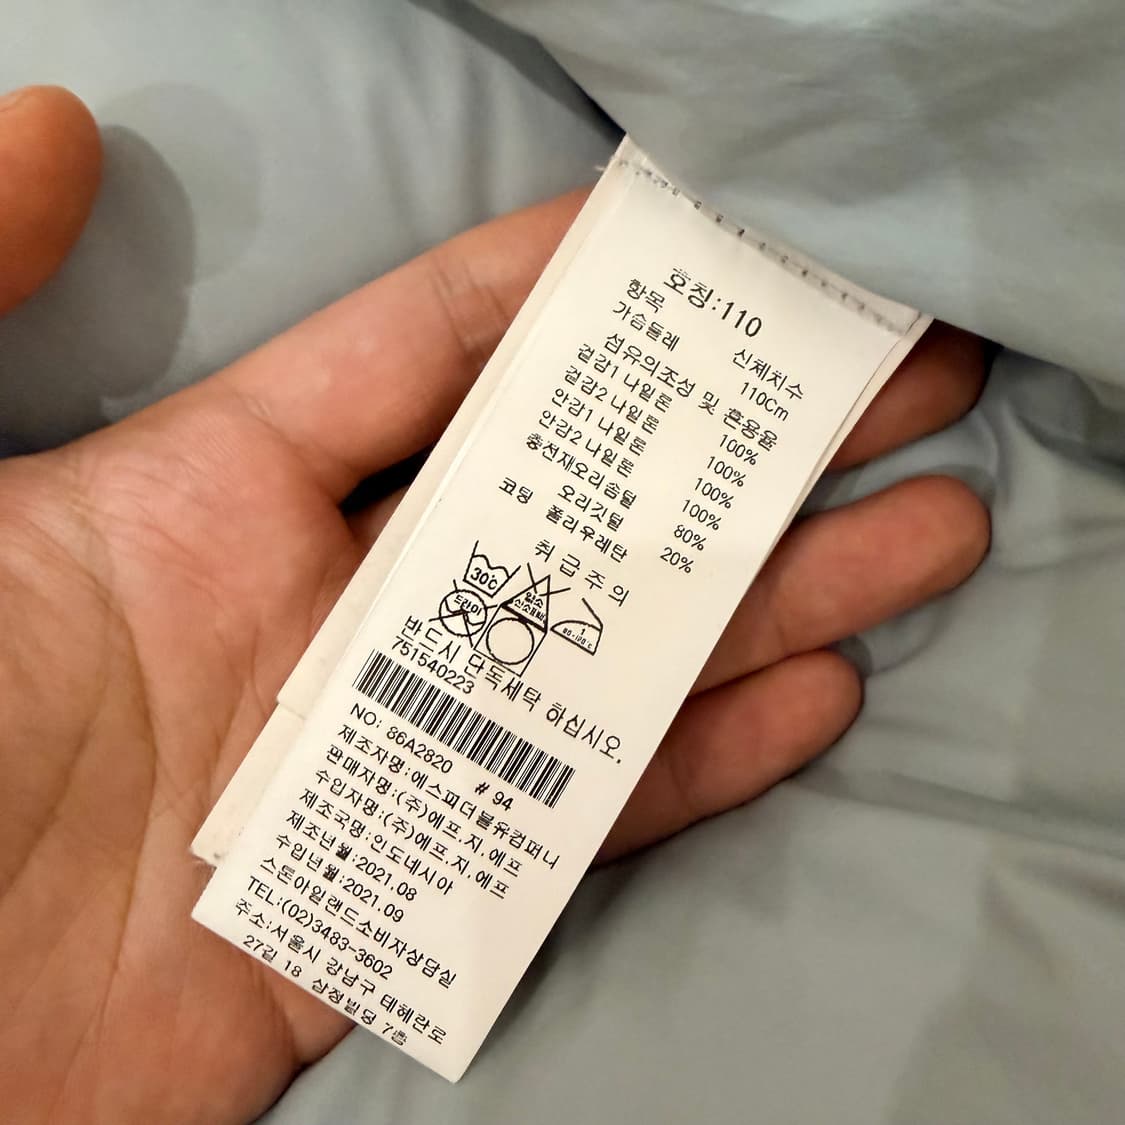 호칭:110
항목 신체치수
가슴둘레 110Cm
섬유의조성 및 혼용율
겉감1 나일론 100%
겉감2 나일론 100%
안감1 나일론 100%
안감2 나일론 100%
충전재오리솜털 80%
오리깃털 20%
코팅 폴리우레탄
취급주의
30℃
염소
산소표백
1
80-120℃
드라이
반드시 단독세탁 하십시오.
751540223
NO: 86A2820 # 94
제조자명:에스피더블유컴퍼니
판매자명:(주)에프.지.에프
수입자명:(주)에프.지.에프
제조국명:인도네시아
제조년월:2021.08
수입년월:2021.09
스톤아일랜드소비자상담실
TEL:(02)3483-3602
주소:서울시 강남구 테헤란로
27길 18 삼정빌딩 7층